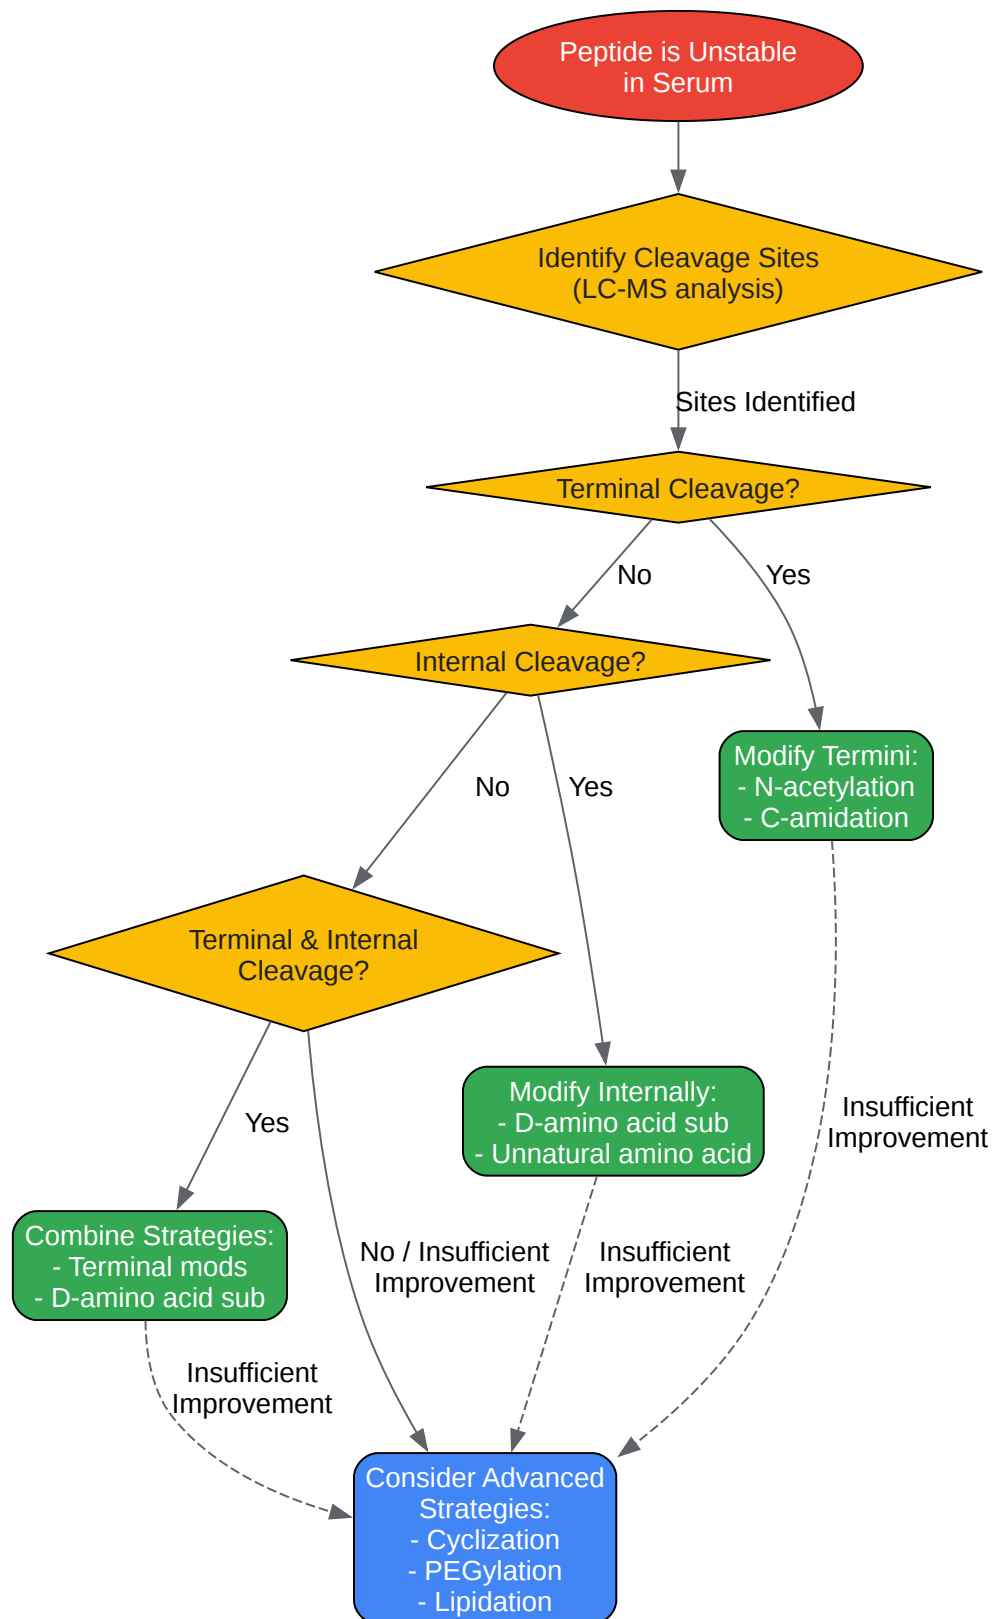 Peptide is Unstable
in Serum
Identify Cleavage Sites
(LC-MS analysis)
Sites Identified
Terminal Cleavage?
No
Yes
Internal Cleavage?
Modify Termini:
- N-acetylation
- C-amidation
No
Yes
Terminal & Internal
Cleavage?
Modify Internally:
- D-amino acid sub
- Unnatural amino acid
Insufficient
Improvement
Yes
Combine Strategies:
- Terminal mods
- D-amino acid sub
No / Insufficient
Improvement
Insufficient
Improvement
Insufficient
Improvement
Consider Advanced
Strategies:
- Cyclization
- PEGylation
- Lipidation